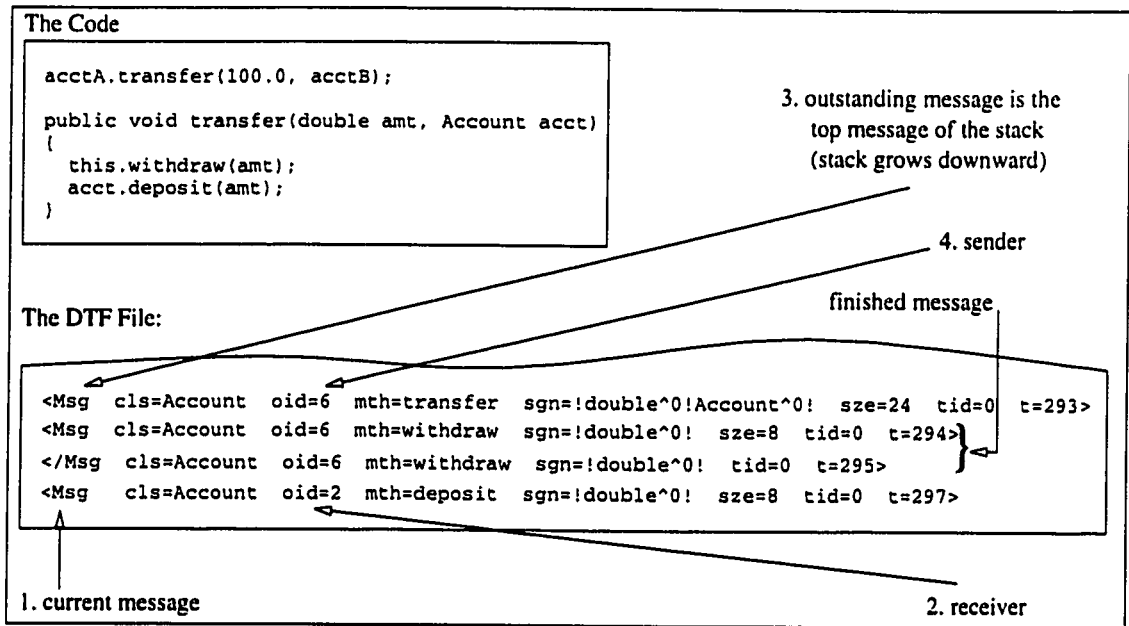 The Code
acctA.transfer(100.0, acctB);
public void transfer(double amt, Account acct)
{
this.withdraw(amt);
acct.deposit(amt);
}
3. outstanding message is the
top message of the stack
(stack grows downward)
4. sender
finished message
The DTF File:
<Msg cls=Account oid=6 mth=transfer sgn=!double^0!Account^0! sze=24 tid=0 t=293>
<Msg cls=Account oid=6 mth=withdraw sgn=!double^0! sze=8 tid=0 t=294>
</Msg cls=Account oid=6 mth=withdraw sgn=!double^0! tid=0 t=295>
<Msg cls=Account oid=2 mth=deposit sgn=!double^0! sze=8 tid=0 t=297>
1. current message
2. receiver